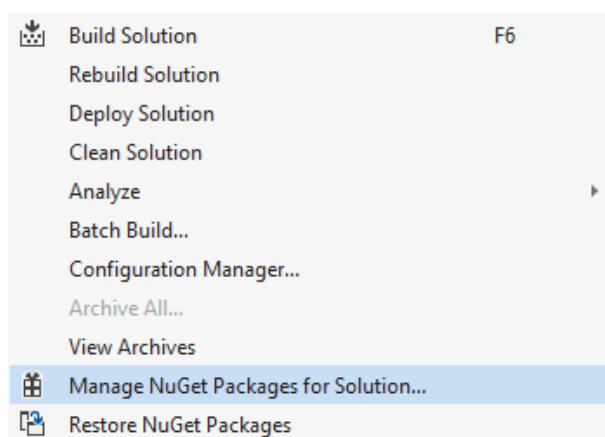 Build Solution F6
Rebuild Solution
Deploy Solution
Clean Solution
Analyze
Batch Build...
Configuration Manager...
Archive All...
View Archives
Manage NuGet Packages for Solution...
Restore NuGet Packages